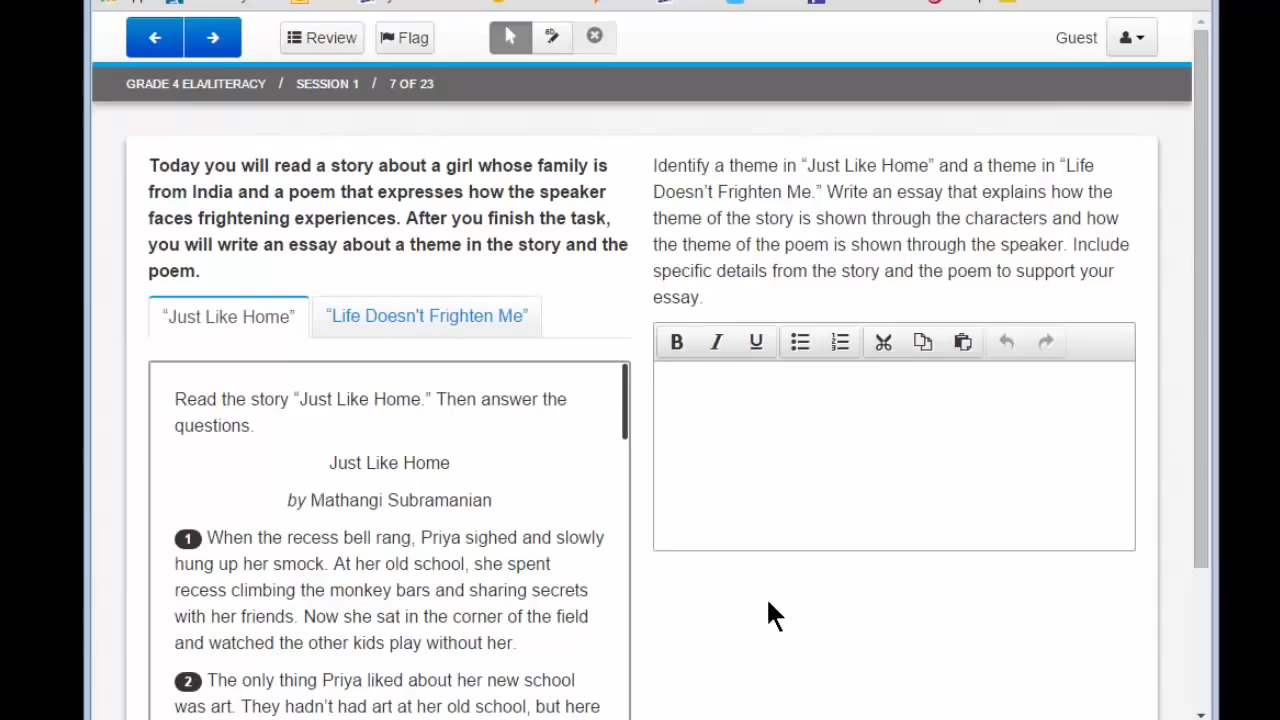 Review
Flag
Guest
GRADE 4 ELA/LITERACY / SESSION 1 / 7 OF 23
Today you will read a story about a girl whose family is
from India and a poem that expresses how the speaker
faces frightening experiences. After you finish the task,
you will write an essay about a theme in the story and the
poem.
“Just Like Home”
“Life Doesn't Frighten Me”
Read the story “Just Like Home.” Then answer the
questions.
Just Like Home
by Mathangi Subramanian
1 When the recess bell rang, Priya sighed and slowly
hung up her smock. At her old school, she spent
recess climbing the monkey bars and sharing secrets
with her friends. Now she sat in the corner of the field
and watched the other kids play without her.
2 The only thing Priya liked about her new school
was art. They hadn’t had art at her old school, but here
Identify a theme in “Just Like Home” and a theme in “Life
Doesn’t Frighten Me.” Write an essay that explains how the
theme of the story is shown through the characters and how
the theme of the poem is shown through the speaker. Include
specific details from the story and the poem to support your
essay.
B I U